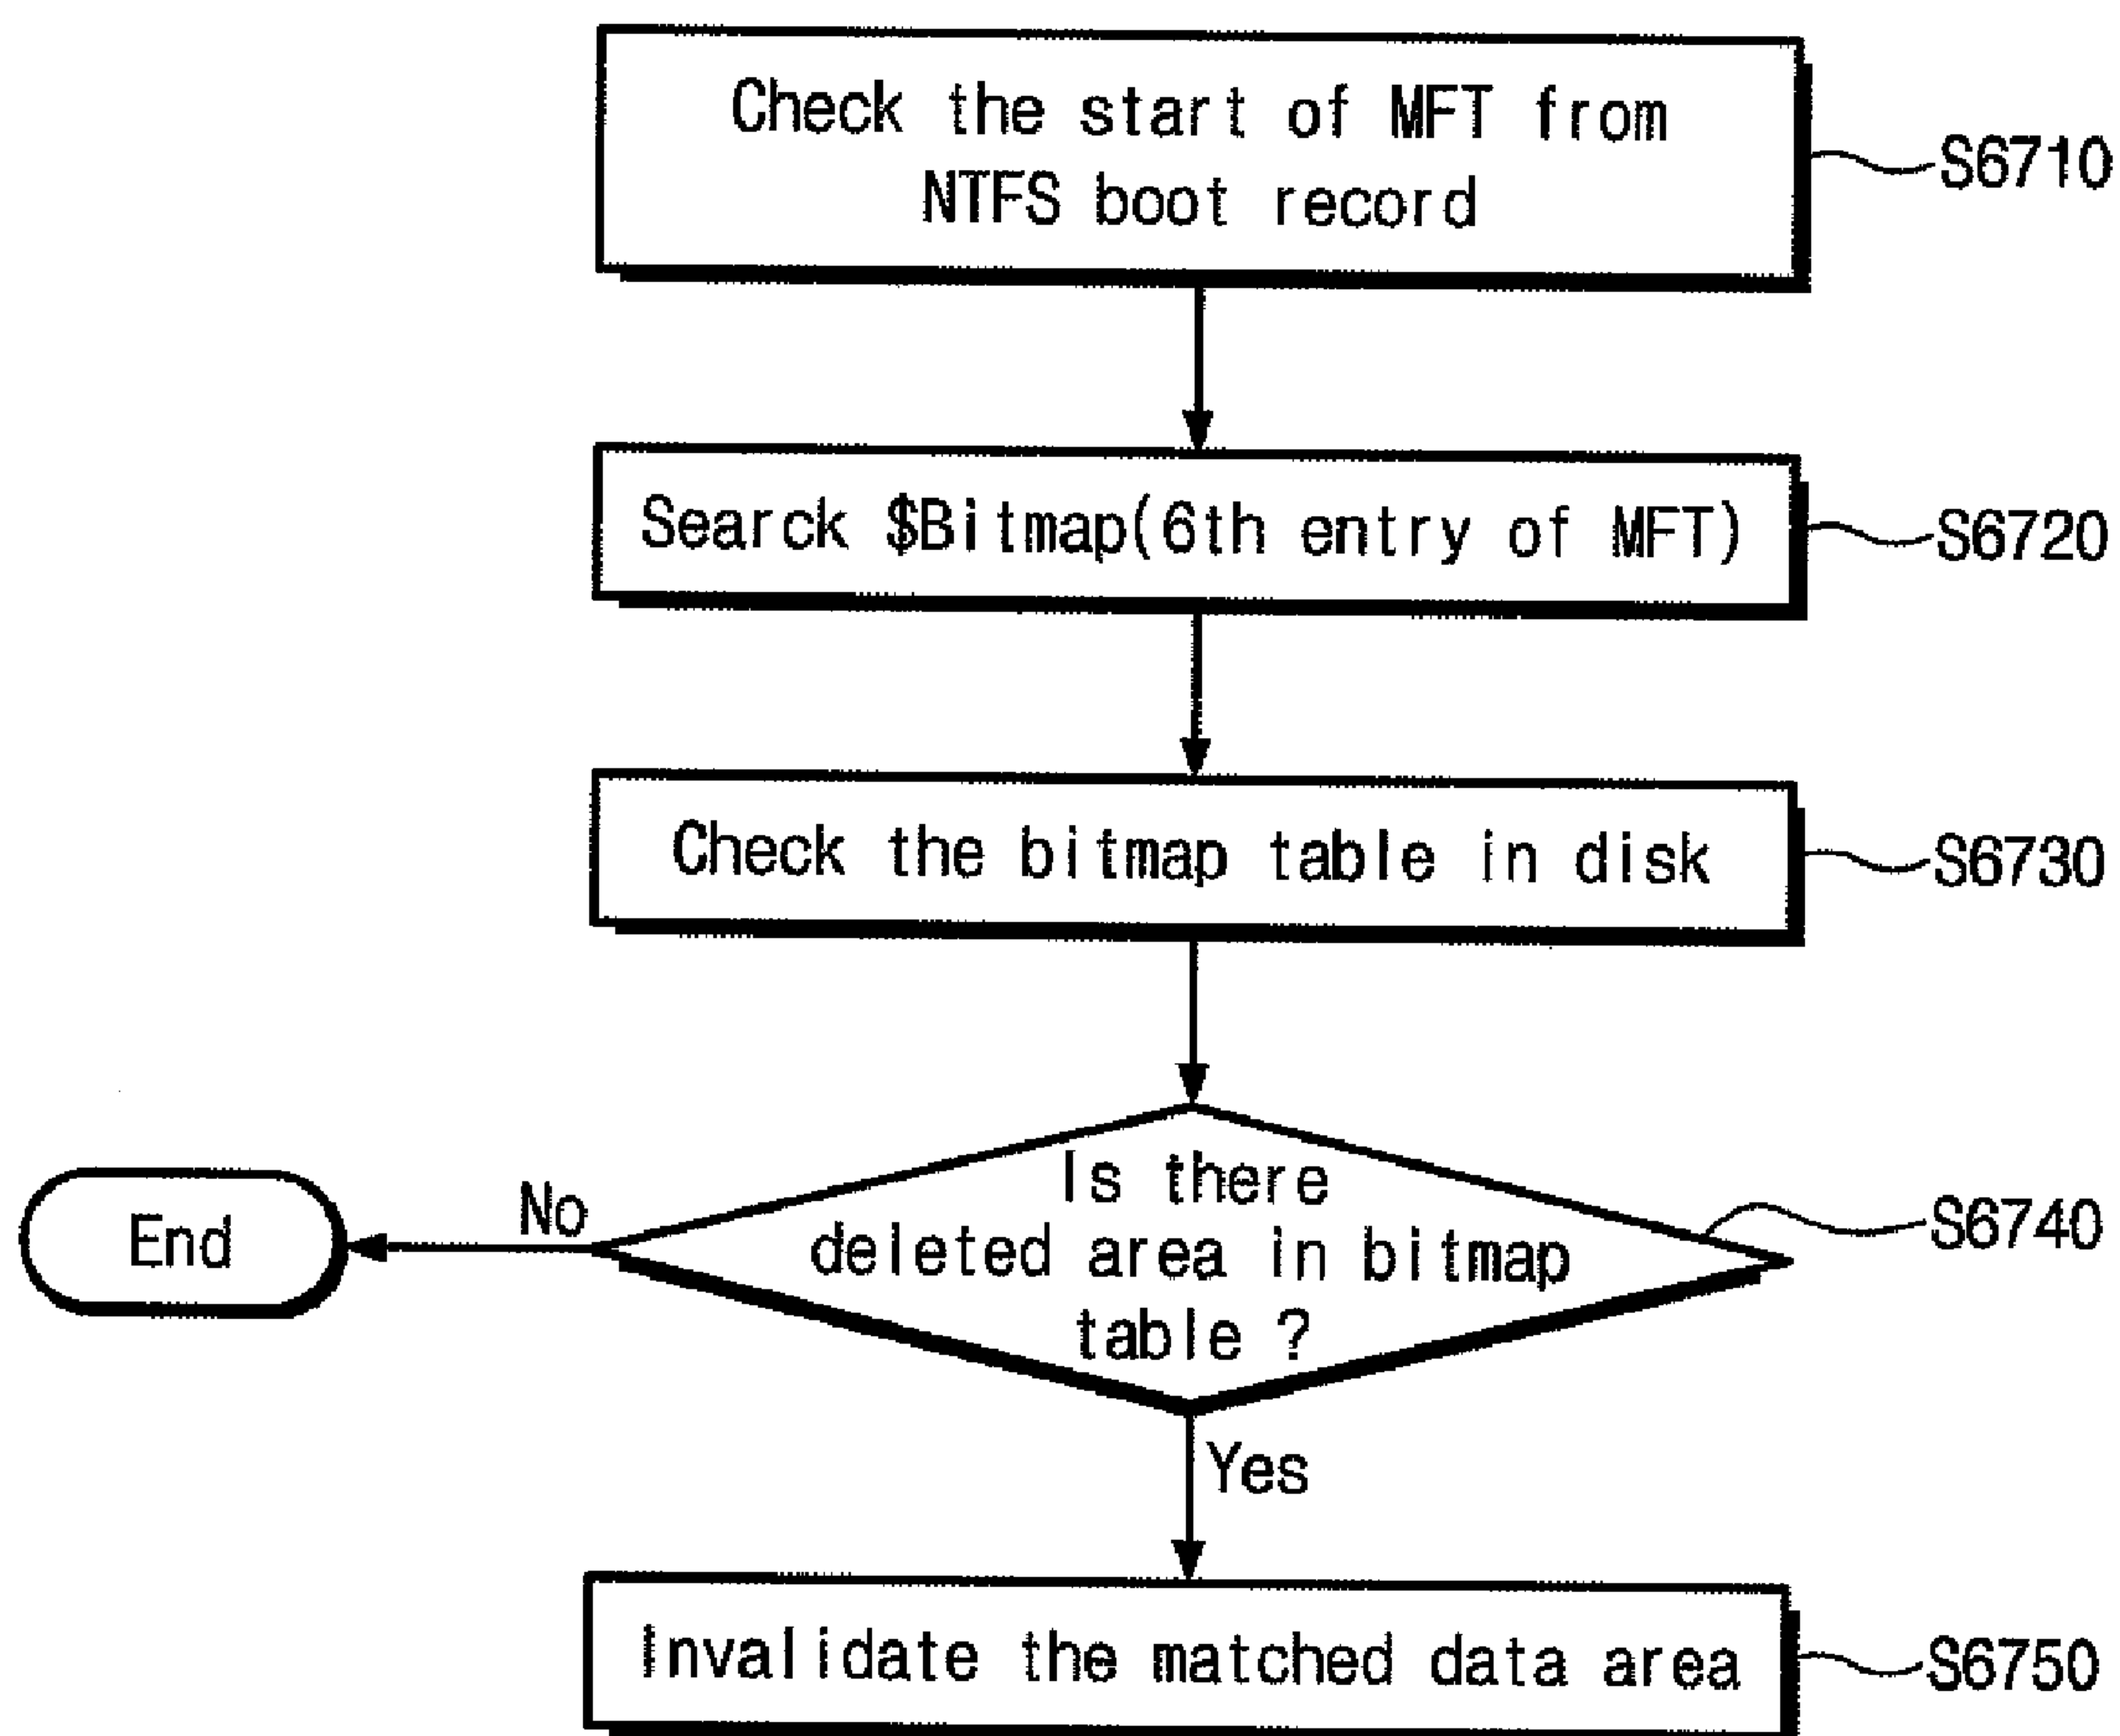 Check the start of MFT from
NTFS boot record
S6710
Searck $Bitmap(6th entry of MFT)
S6720
Check the bitmap table in disk
S6730
Is there
deleted area in bitmap
table ?
S6740
No
End
Yes
Invalidate the matched data area
S6750